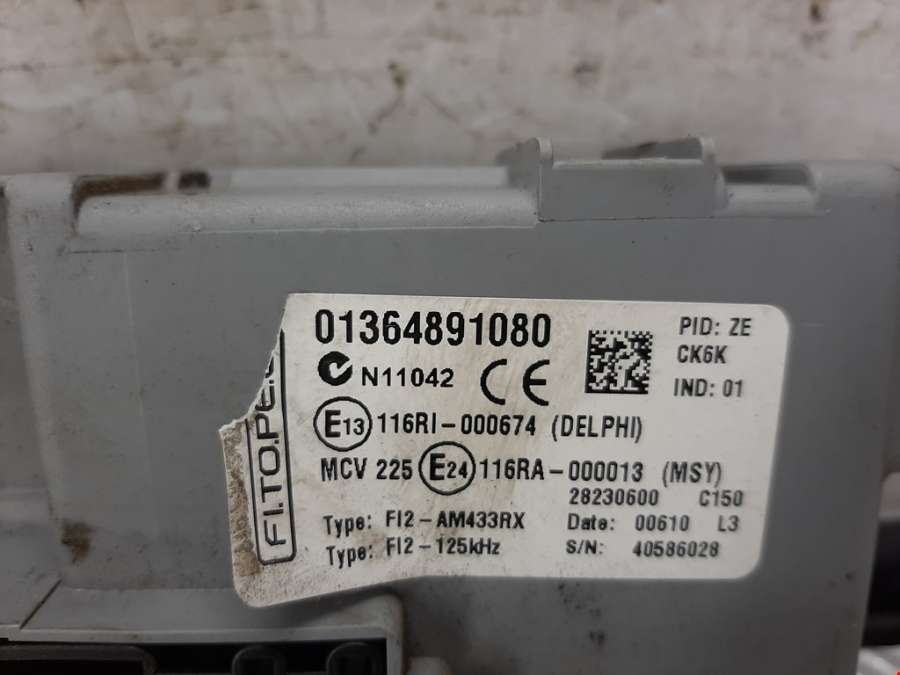 01364891080
N11042 CE
E13 116RI-000674 (DELPHI)
MCV 225 E24 116RA-000013 (MSY)
28230600 C150
Type: FI2-AM433RX
Date: 00610 L3
Type: FI2-125kHz
S/N: 40586028
PID: ZE
CK6K
IND: 01
FI.TO.PE.